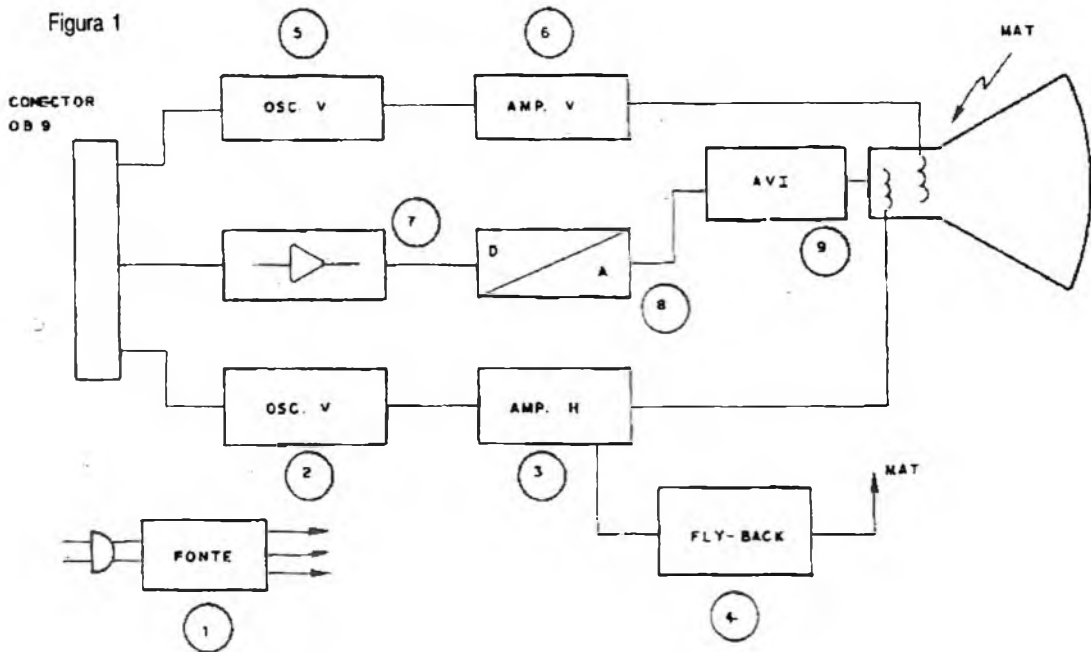 Figura 1
5
6
MAT
CONECTOR
DB 9
OSC. V
AMP. V
AVI
7
9
D
A
8
OSC. V
AMP. H
2
3
MAT
FONTE
FLY-BACK
1
4